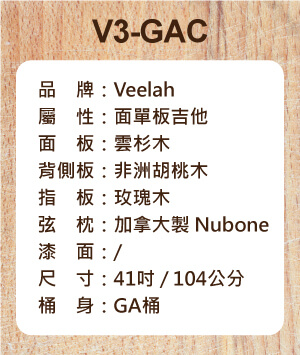 V3-GAC
品　牌：Veelah
屬　性：面單板吉他
面　板：雲杉木
背側板：非洲胡桃木
指　板：玫瑰木
弦　枕：加拿大製 Nubone
漆　面：/
尺　寸：41吋 / 104公分
桶　身：GA桶